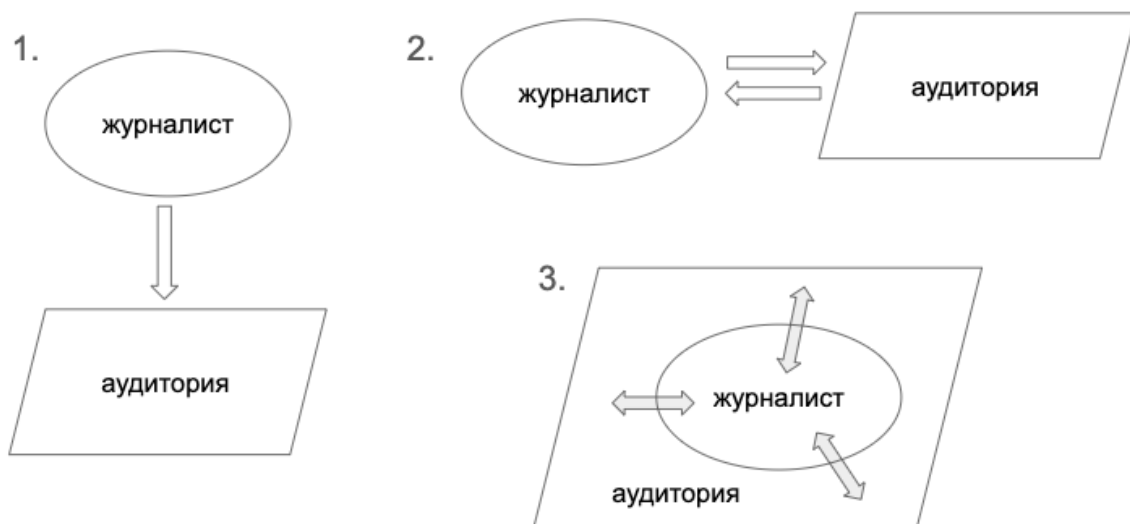 1.
журналист
аудитория
2.
журналист
аудитория
3.
журналист
аудитория